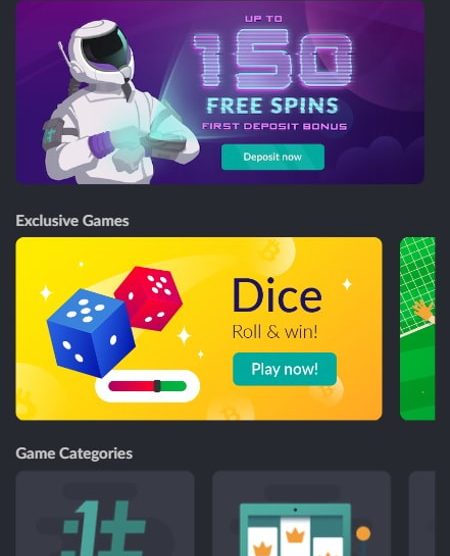 UP TO
150
FREE SPINS
FIRST DEPOSIT BONUS
Deposit now
Exclusive Games
Dice
Roll & win!
Play now!
Game Categories